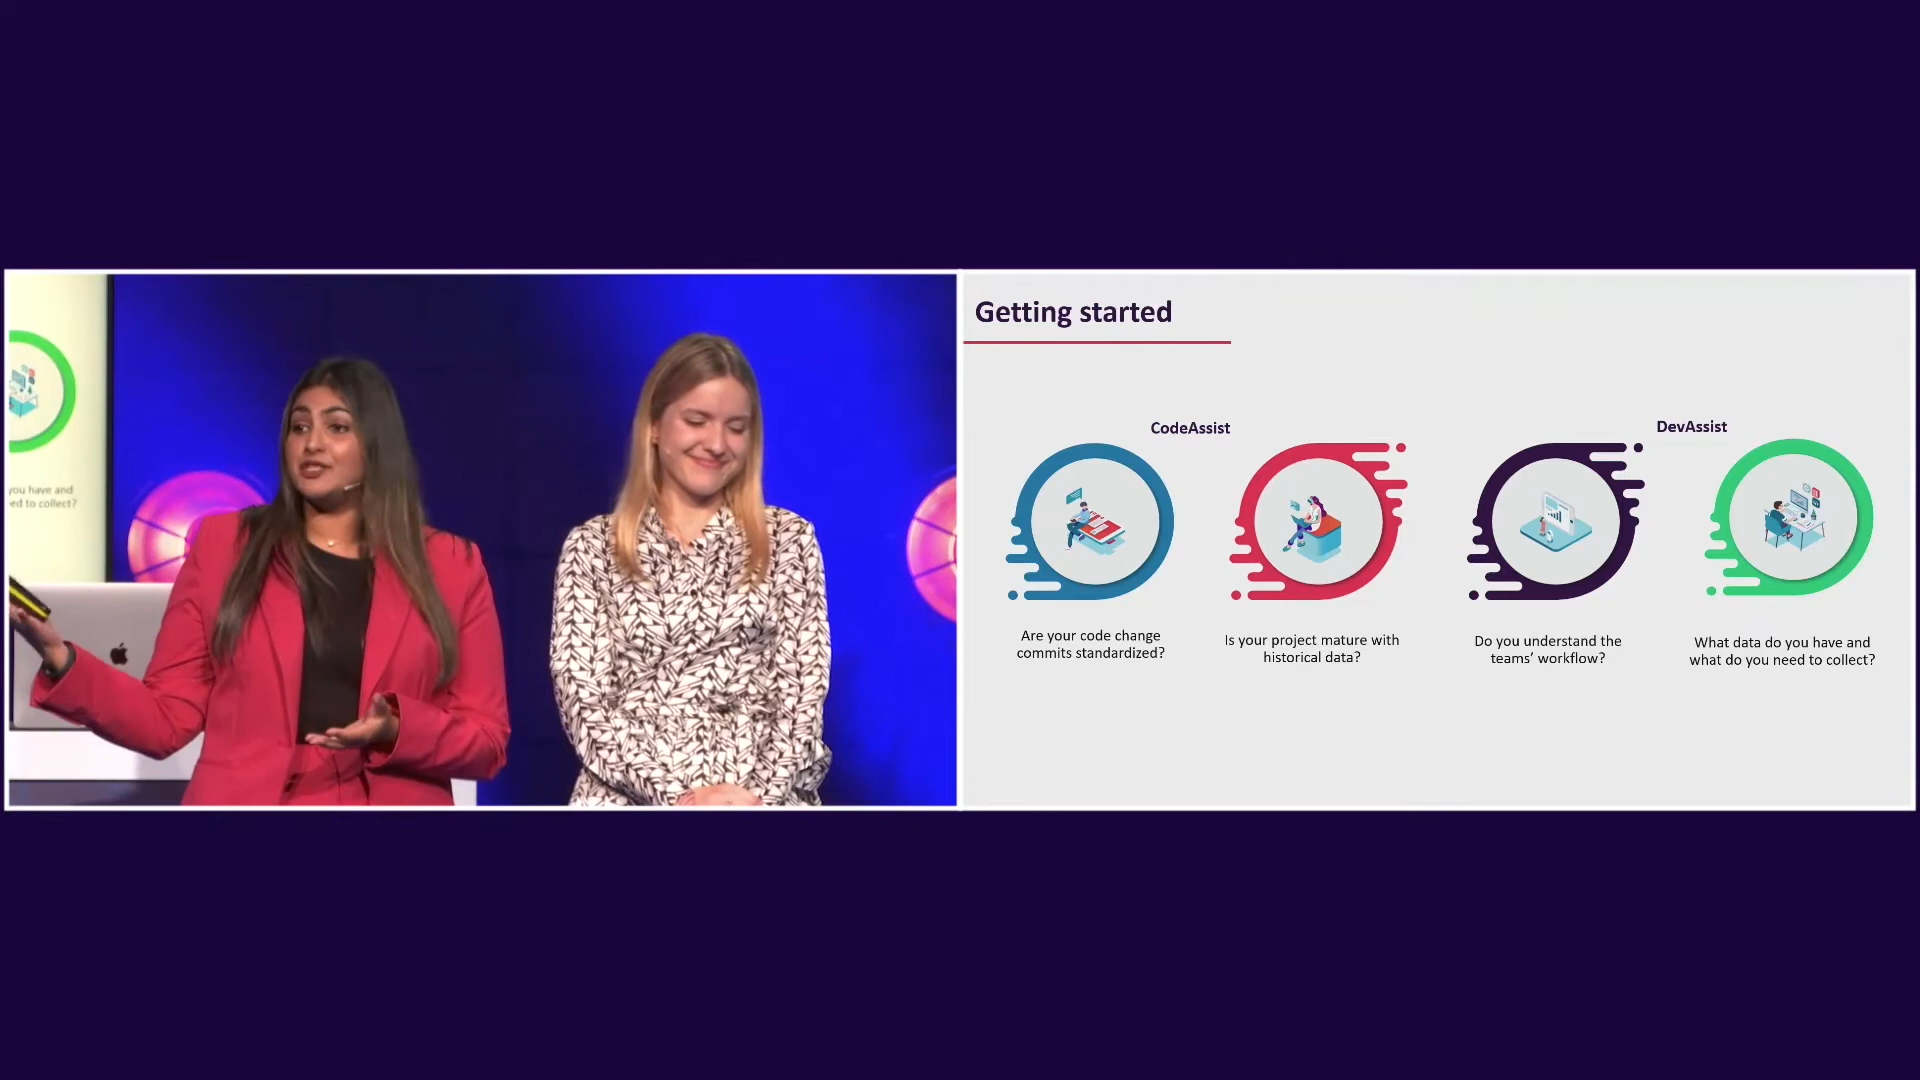 you have and
ed to collect?
Getting started
CodeAssist
DevAssist
Are your code change
commits standardized?
Is your project mature with
historical data?
Do you understand the
teams’ workflow?
What data do you have and
what do you need to collect?